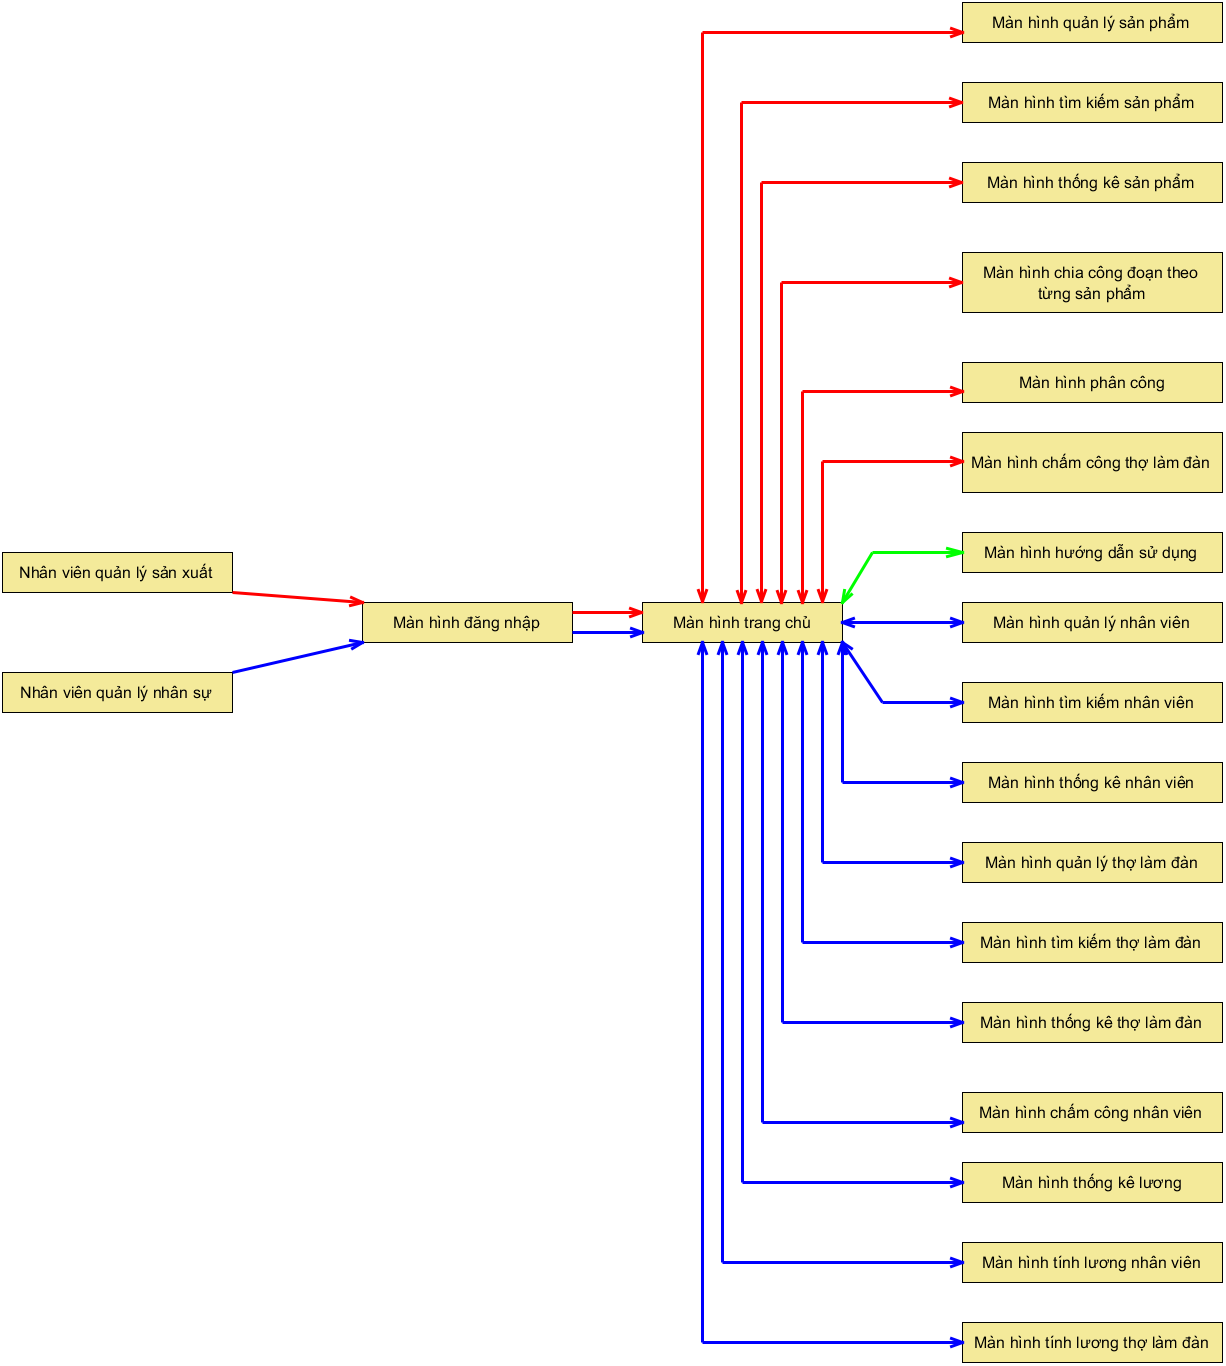 Màn hình quản lý sản phẩm
Màn hình tìm kiếm sản phẩm
Màn hình thống kê sản phẩm
Màn hình chia công đoạn theo
từng sản phẩm
Màn hình phân công
Màn hình chấm công thợ làm đàn
Màn hình hướng dẫn sử dụng
Nhân viên quản lý sản xuất
Màn hình đăng nhập
Màn hình trang chủ
Màn hình quản lý nhân viên
Nhân viên quản lý nhân sự
Màn hình tìm kiếm nhân viên
Màn hình thống kê nhân viên
Màn hình quản lý thợ làm đàn
Màn hình tìm kiếm thợ làm đàn
Màn hình thống kê thợ làm đàn
Màn hình chấm công nhân viên
Màn hình thống kê lương
Màn hình tính lương nhân viên
Màn hình tính lương thợ làm đàn